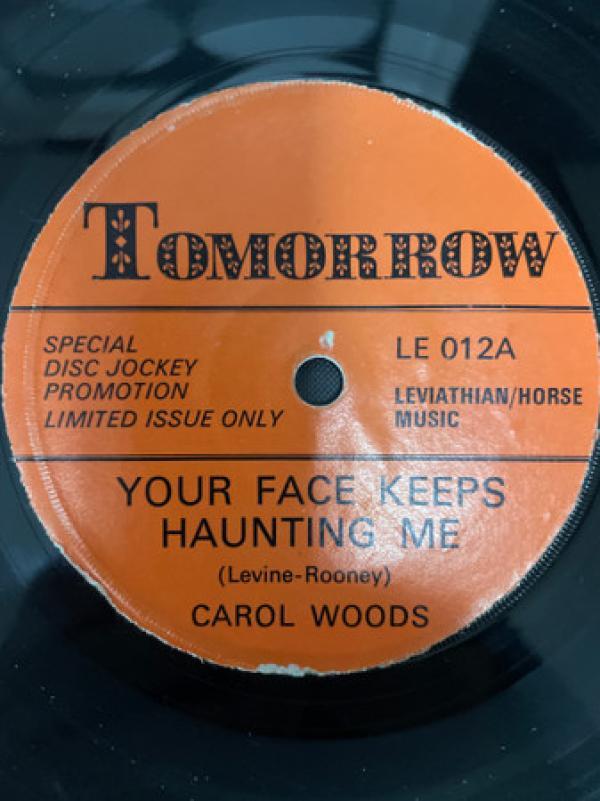 TOMORROW
SPECIAL
DISC JOCKEY
PROMOTION
LIMITED ISSUE ONLY
LE 012A
LEVIATHIAN/HORSE
MUSIC
YOUR FACE KEEPS
HAUNTING ME
(Levine-Rooney)
CAROL WOODS